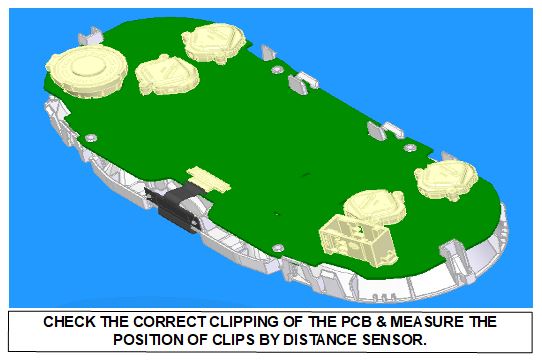 CHECK THE CORRECT CLIPPING OF THE PCB & MEASURE THE
POSITION OF CLIPS BY DISTANCE SENSOR.